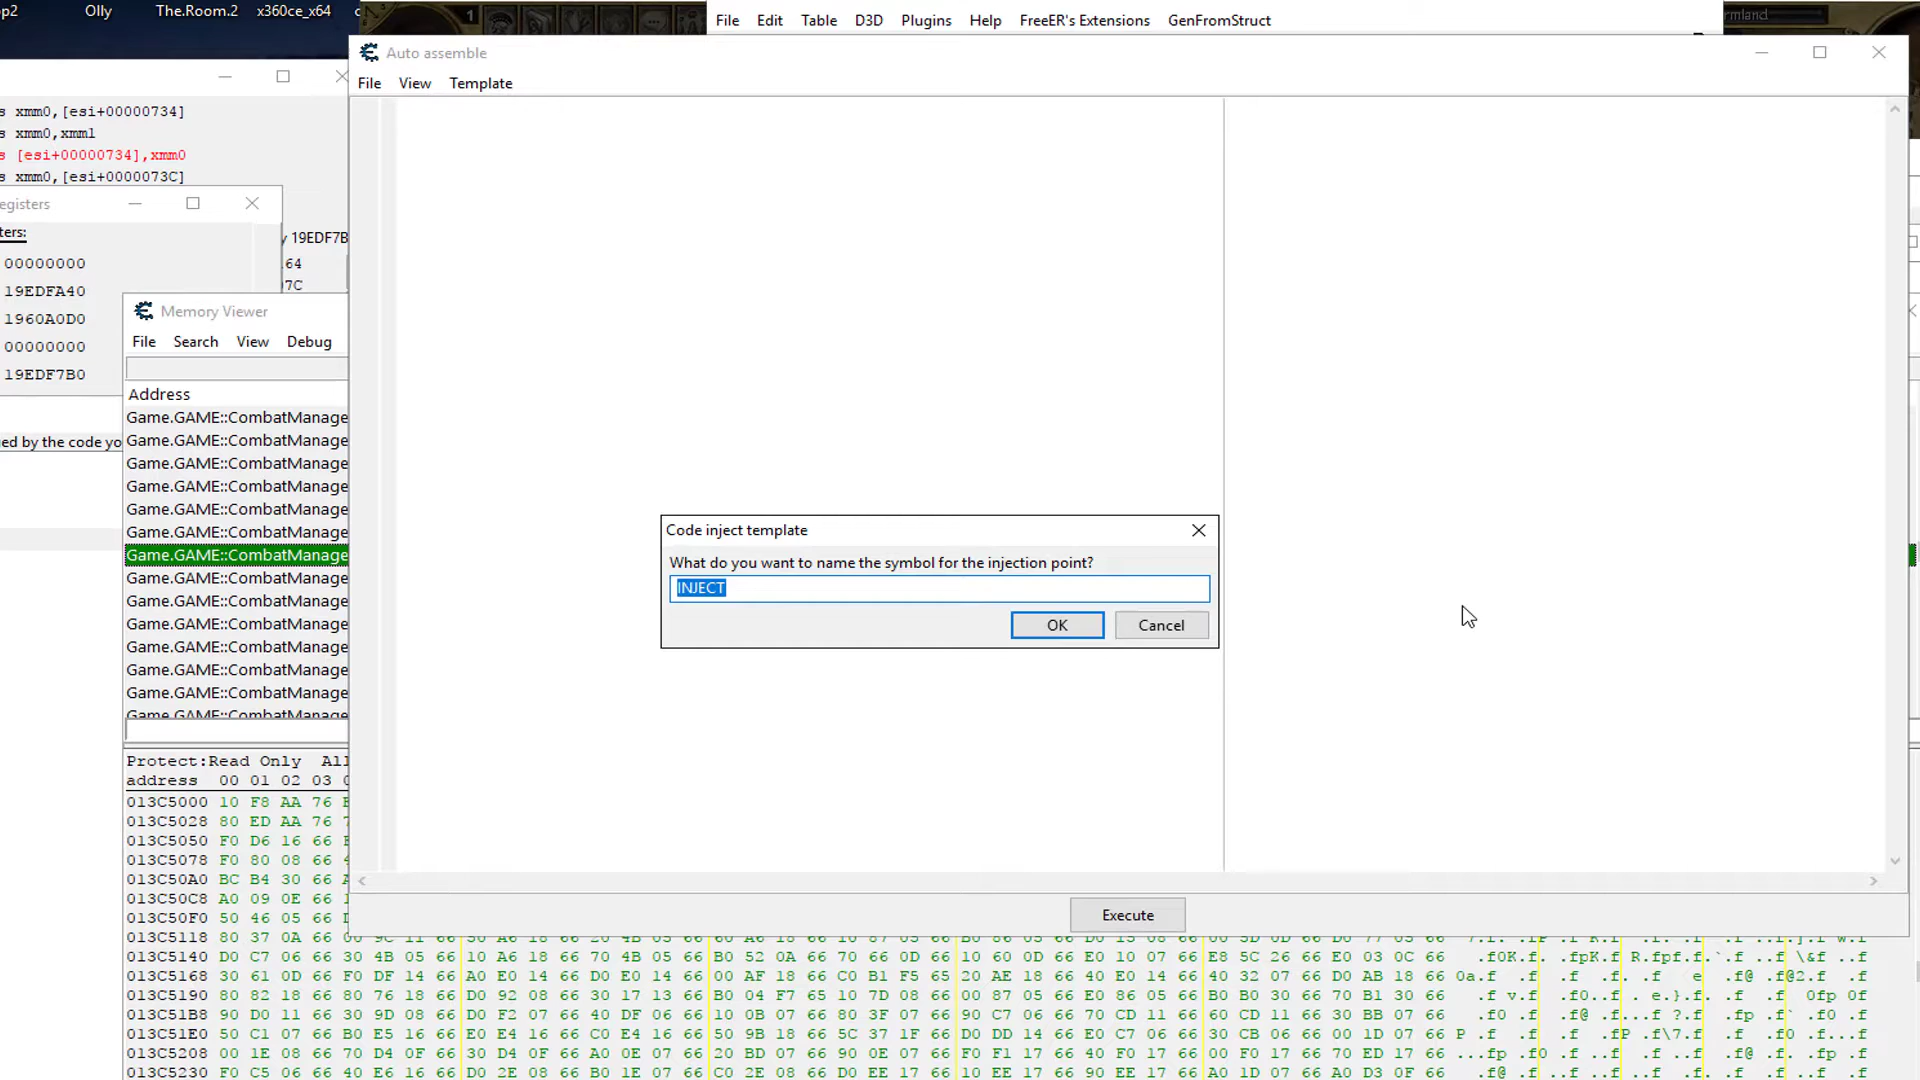 Olly
The.Room.2
x360ce_x64
1
File Edit Table D3D Plugins Help FreeER's Extensions GenFromStruct
Auto assemble
File View Template
s xmm0,[esi+00000734]
s xmm0,xmm1
s [esi+00000734],xmm0
s xmm0,[esi+0000073C]
egisters
ters:
y 19EDF7B
00000000
19EDFA40
1960A0D0
00000000
19EDF7B0
.64
7C
ed by the code yo
Memory Viewer
File Search View Debug
Address
Game.GAME::CombatManage
Game.GAME::CombatManage
Game.GAME::CombatManage
Game.GAME::CombatManage
Game.GAME::CombatManage
Game.GAME::CombatManage
Game.GAME::CombatManage
Game.GAME::CombatManage
Game.GAME::CombatManage
Game.GAME::CombatManage
Game.GAME::CombatManage
Game.GAME::CombatManage
Game.GAME::CombatManage
Game.GAME::CombatManage
Code inject template
What do you want to name the symbol for the injection point?
INJECT
OK Cancel
Execute
Protect:Read Only All
address 00 01 02 03
013C5000 10 F8 AA 76
013C5028 80 ED AA 76
013C5050 F0 D6 16 66
013C5078 F0 80 08 66
013C50A0 BC B4 30 66
013C50C8 A0 09 0E 66
013C50F0 50 46 05 66
013C5118 80 37 0A 66
013C5140 D0 C7 06 66 30 4B 05 66 10 A6 18 66 70 4B 05 66 B0 52 0A 66 70 66 0D 66 10 60 0D 66 E0 10 07 66 E8 5C 26 66 E0 03 0C 66
013C5168 30 61 0D 66 F0 DF 14 66 A0 E0 14 66 D0 E0 14 66 00 AF 18 66 C0 B1 F5 65 20 AE 18 66 40 E0 14 66 40 32 07 66 D0 AB 18 66
013C5190 80 82 18 66 80 76 18 66 D0 92 08 66 30 17 13 66 B0 04 F7 65 10 7D 08 66 00 87 05 66 E0 86 05 66 B0 B0 30 66 70 B1 30 66
013C51B8 90 D0 11 66 30 9D 08 66 D0 F2 07 66 40 DF 06 66 10 0B 07 66 80 3F 07 66 90 C7 06 66 70 CD 11 66 60 CD 11 66 30 BB 07 66
013C51E0 50 C1 07 66 B0 E5 16 66 E0 E4 16 66 C0 E4 16 66 50 9B 18 66 5C 37 1F 66 D0 DD 14 66 E0 C7 06 66 30 CB 06 66 00 1D 07 66
013C5208 00 1E 08 66 70 D4 0F 66 30 D4 0F 66 A0 0E 07 66 20 BD 07 66 90 0E 07 66 F0 F1 17 66 40 F0 17 66 00 F0 17 66 70 ED 17 66
013C5230 F0 C5 06 66 40 E6 16 66 D0 2E 08 66 B0 1E 07 66 C0 2E 08 66 D0 EE 17 66 10 EE 17 66 90 EE 17 66 A0 1D 07 66 A0 D3 0F 66